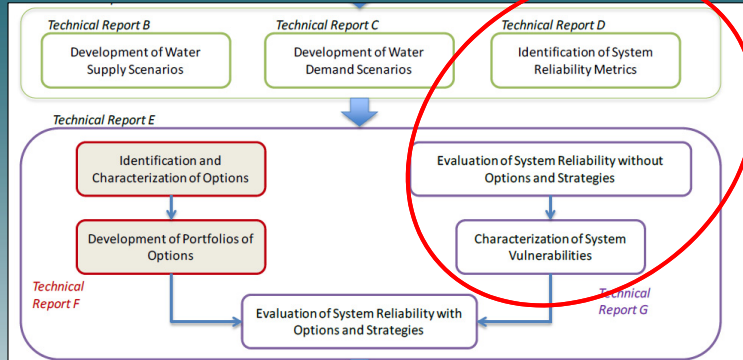 Technical Report B
Technical Report C
Technical Report D
Development of Water
Supply Scenarios
Development of Water
Demand Scenarios
Identification of System
Reliability Metrics
Technical Report E
Identification and
Characterization of Options
Evaluation of System Reliability without
Options and Strategies
Development of Portfolios of
Options
Characterization of System
Vulnerabilities
Technical
Report F
Technical
Report G
Evaluation of System Reliability with
Options and Strategies